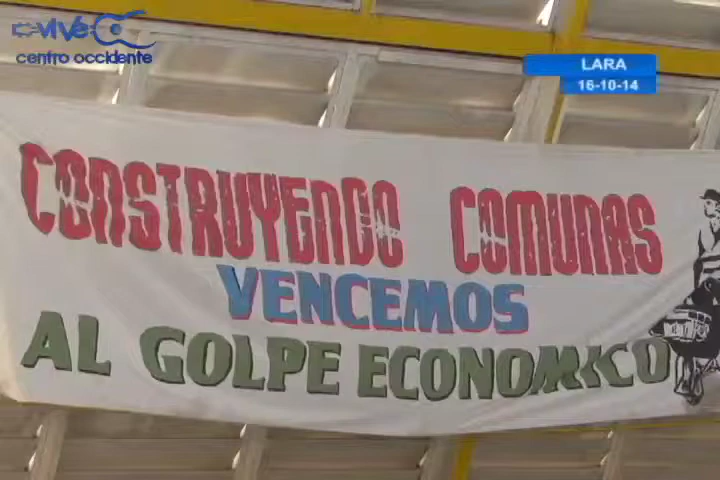 vive
centro occidente
LARA
16-10-14
CONSTRUYENDO COMUNAS
VENCEMOS
AL GOLPE ECONOMICO